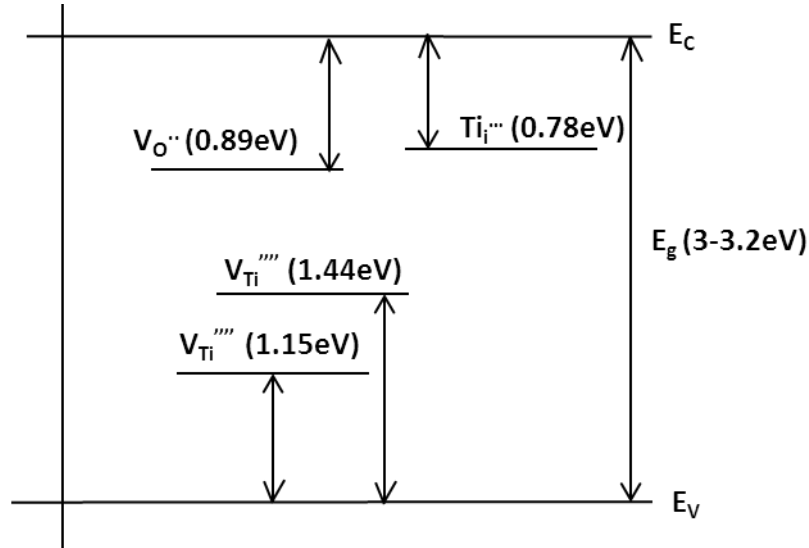 E_C
V_O¨ (0.89eV)
Ti_i··· (0.78eV)
E_g (3-3.2eV)
V_Ti'''' (1.44eV)
V_Ti'''' (1.15eV)
E_V